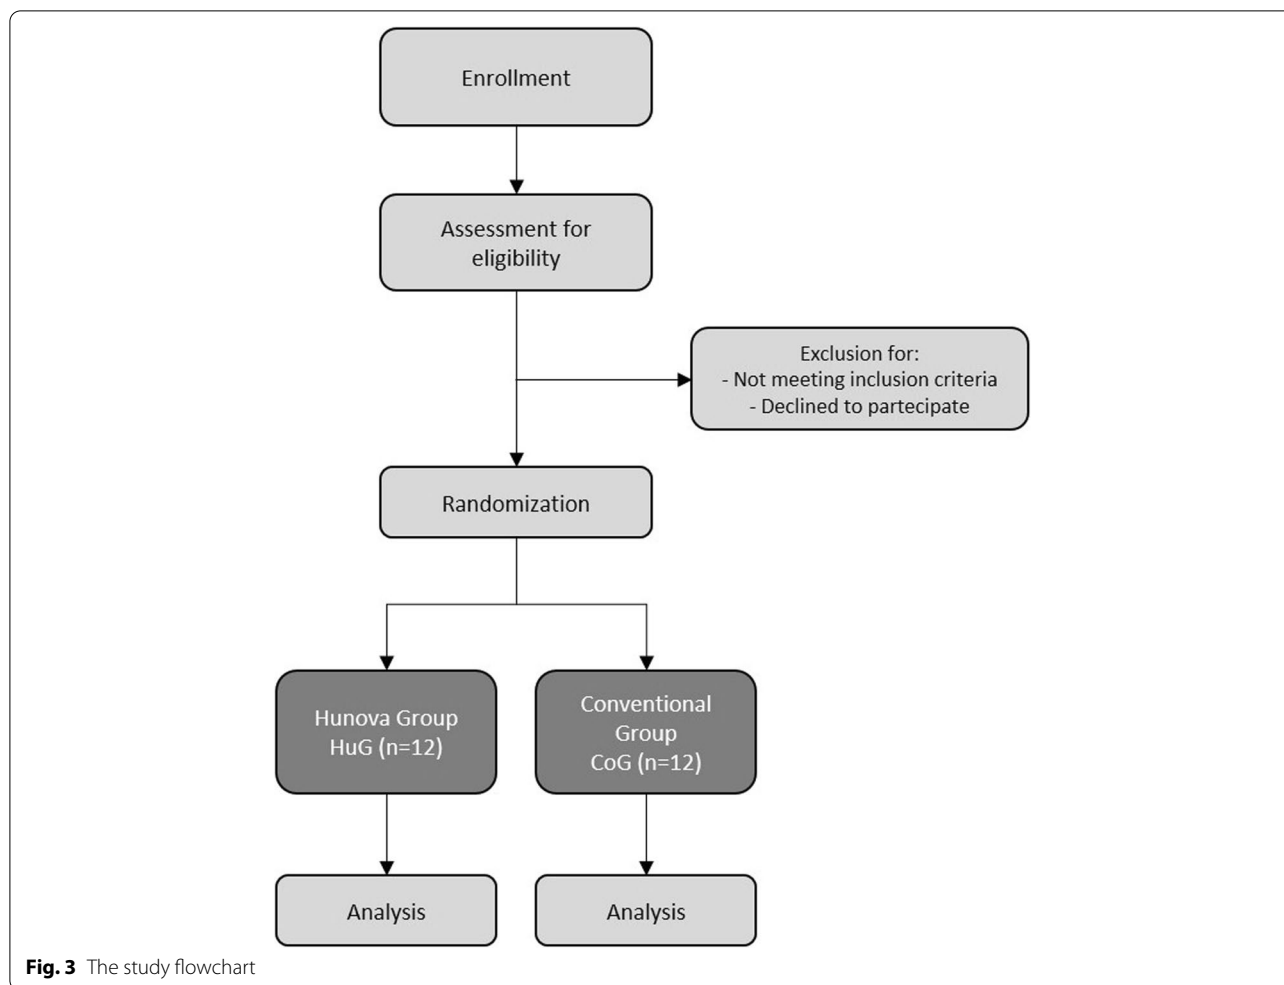 Enrollment
Assessment for
eligibility
Exclusion for:
- Not meeting inclusion criteria
- Declined to partecipate
Randomization
Hunova Group
HuG (n=12)
Conventional
Group
CoG (n=12)
Analysis
Analysis
Fig. 3 The study flowchart